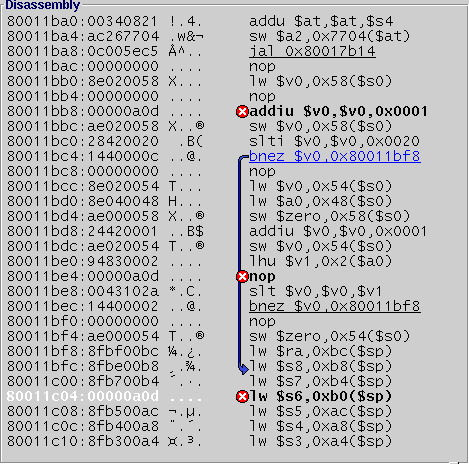 Disassembly
80011ba0:00340821 !.4. addu $at,$at,$s4
80011ba4:ac267704 .w&¬ sw $a2,0x7704($at)
80011ba8:0c005ec5 Å^.. jal 0x80017b14
80011bac:00000000 .... nop
80011bb0:8e020058 X... lw $v0,0x58($s0)
80011bb4:00000000 .... nop
80011bb8:00000a0d .... addiu $v0,$v0,0x0001
80011bbc:ae020058 X..® sw $v0,0x58($s0)
80011bc0:28420020 .B( slti $v0,$v0,0x0020
80011bc4:1440000c ..@. bnez $v0,0x80011bf8
80011bc8:00000000 .... nop
80011bcc:8e020054 T... lw $v0,0x54($s0)
80011bd0:8e040048 H... lw $a0,0x48($s0)
80011bd4:ae000058 X..® sw $zero,0x58($s0)
80011bd8:24420001 ..B$ addiu $v0,$v0,0x0001
80011bdc:ae020054 T..® sw $v0,0x54($s0)
80011be0:94830002 .... lhu $v1,0x2($a0)
80011be4:00000a0d .... nop
80011be8:0043102a *.C. slt $v0,$v0,$v1
80011bec:14400002 ..@. bnez $v0,0x80011bf8
80011bf0:00000000 .... nop
80011bf4:ae000054 T..® sw $zero,0x54($s0)
80011bf8:8fbf00bc ¼.¿. lw $ra,0xbc($sp)
80011bfc:8fbe00b8 lw $s8,0xb8($sp)
80011c00:8fb700b4 lw $s7,0xb4($sp)
80011c04:00000a0d .... lw $s6,0xb0($sp)
80011c08:8fb500ac ¬.µ. lw $s5,0xac($sp)
80011c0c:8fb400a8 lw $s4,0xa8($sp)
80011c10:8fb300a4 ¤.³. lw $s3,0xa4($sp)